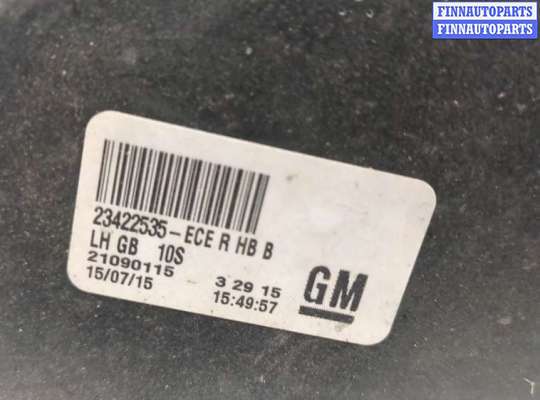 FINNAUTOPARTS
FINNAUTOPARTS
23422535-ECE R HB B
LH GB 10S
21090115 3 29 15
15/07/15 15:49:57
GM